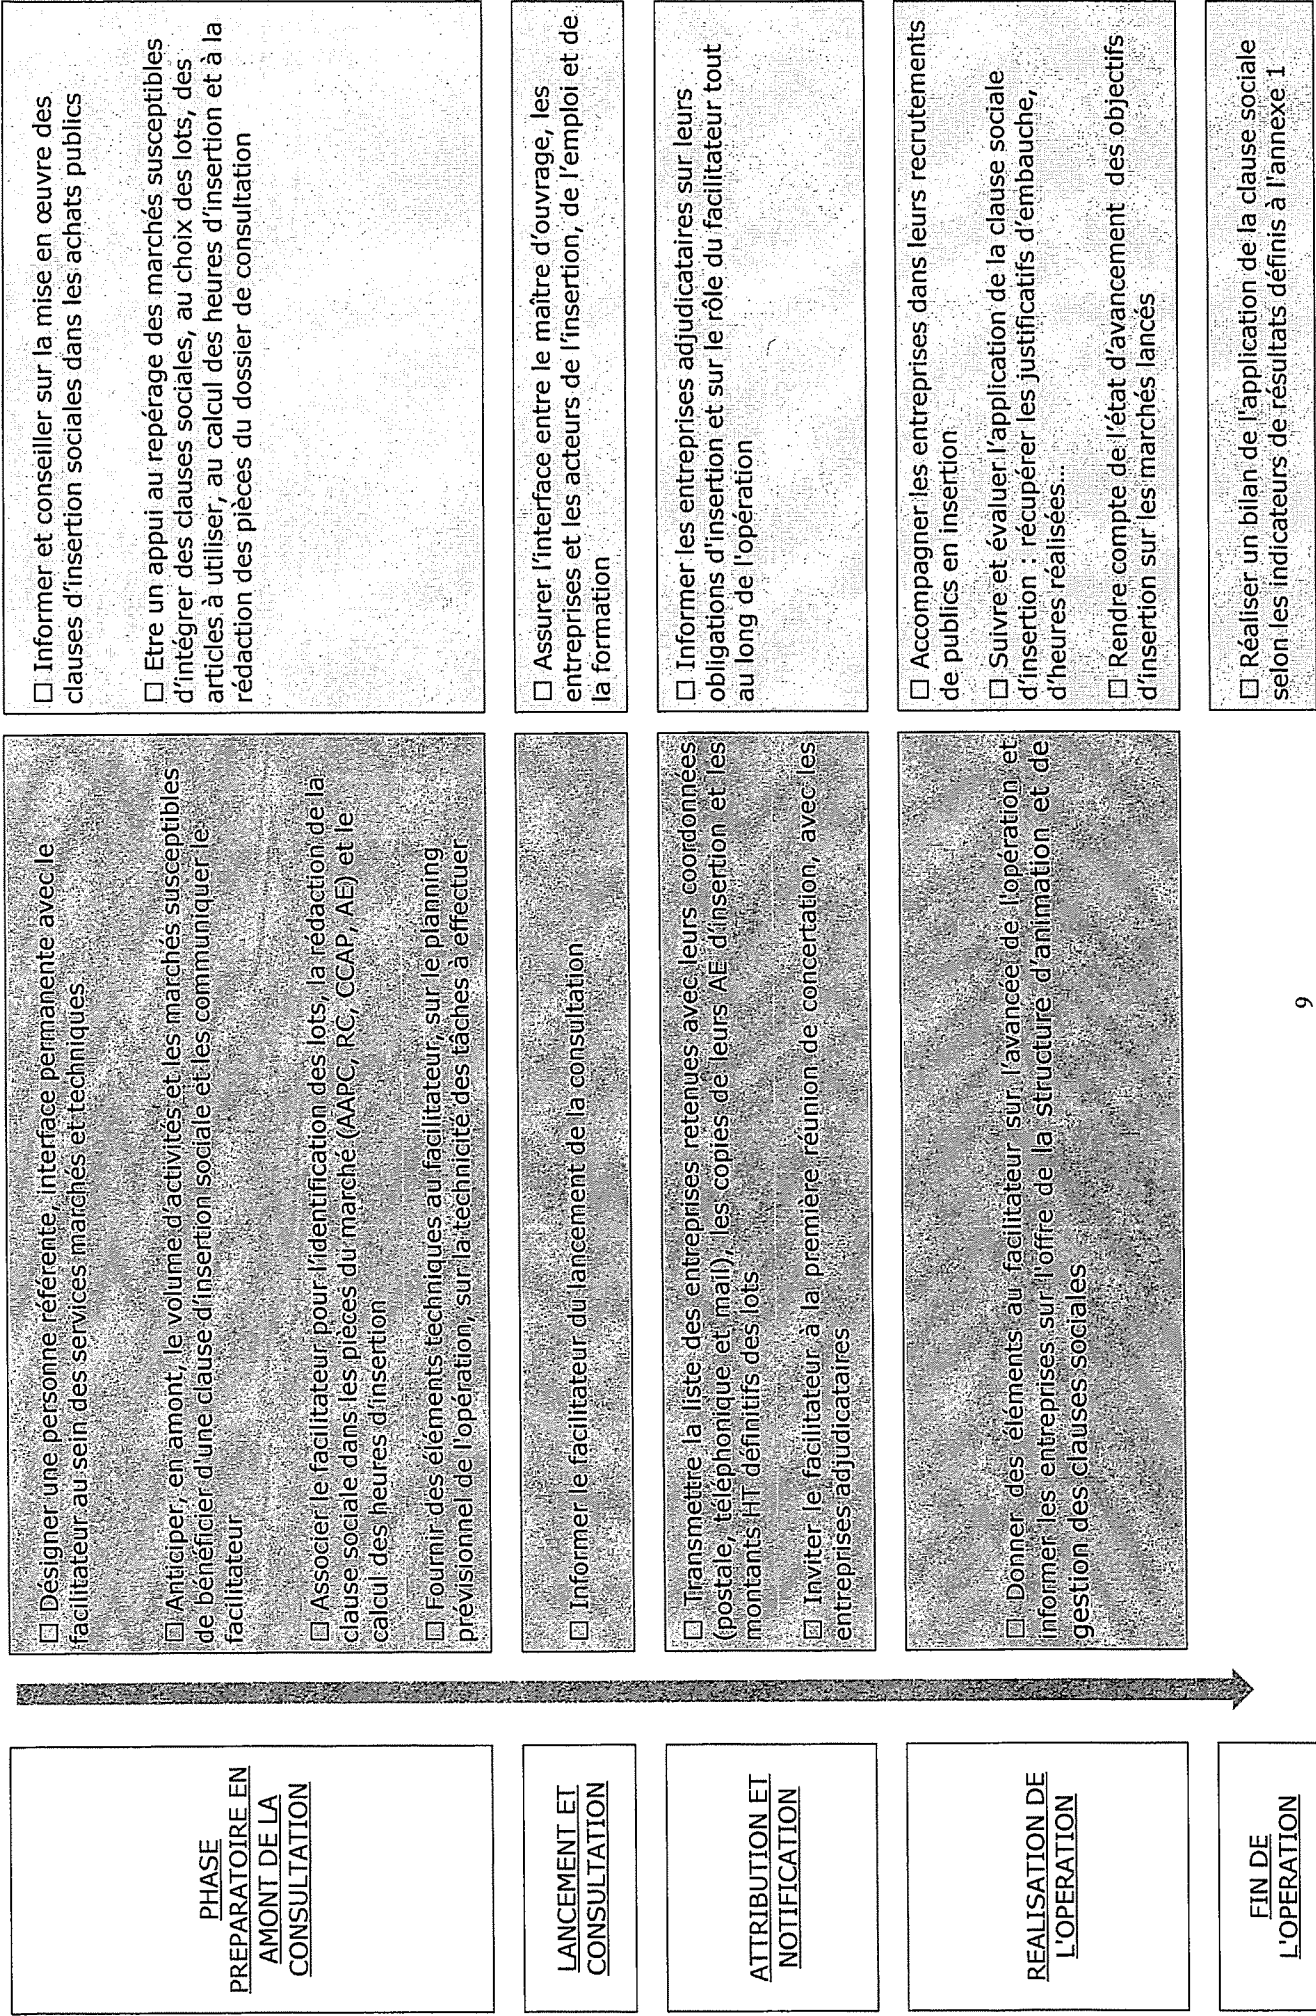 PHASE
PREPARATOIRE EN
AMONT DE LA
CONSULTATION
□ Désigner une personne référente, interface permanente avec le
facilitateur au sein des services marchés et techniques
□ Anticiper, en amont, le volume d'activités et les marchés susceptibles
de bénéficier d'une clause d'insertion sociale et les communiquer le
facilitateur
□ Associer le facilitateur pour l'identification des lots, la rédaction de la
clause sociale dans les pièces du marché (AAPC, RC, CCAP, AE) et le
calcul des heures d'insertion
□ Fournir des éléments techniques au facilitateur, sur le planning
prévisionnel de l'opération, sur la technicité des tâches à effectuer
□ Informer et conseiller sur la mise en œuvre des
clauses d'insertion sociales dans les achats publics
□ Etre un appui au repérage des marchés susceptibles
d'intégrer des clauses sociales, au choix des lots, des
articles à utiliser, au calcul des heures d'insertion et à la
rédaction des pièces du dossier de consultation
LANCEMENT ET
CONSULTATION
□ Informer le facilitateur du lancement de la consultation
□ Assurer l'interface entre le maître d'ouvrage, les
entreprises et les acteurs de l'insertion, de l'emploi et de
la formation
ATTRIBUTION ET
NOTIFICATION
□ Transmettre la liste des entreprises retenues avec leurs coordonnées
(postale, téléphonique et mail), les copies de leurs AE d'insertion et les
montants HT définitifs des lots
□ Inviter le facilitateur à la première réunion de concertation, avec les
entreprises adjudicataires
□ Informer les entreprises adjudicataires sur leurs
obligations d'insertion et sur le rôle du facilitateur tout
au long de l'opération
REALISATION DE
L'OPERATION
□ Donner des éléments au facilitateur sur l'avancée de l'opération et
informer les entreprises sur l'offre de la structure d'animation et de
gestion des clauses sociales
□ Accompagner les entreprises dans leurs recrutements
de publics en insertion
□ Suivre et évaluer l'application de la clause sociale
d'insertion : récupérer les justificatifs d'embauche,
d'heures réalisées...
□ Rendre compte de l'état d'avancement des objectifs
d'insertion sur les marchés lancés
FIN DE
L'OPERATION
□ Réaliser un bilan de l'application de la clause sociale
selon les indicateurs de résultats définis à l'annexe 1
9